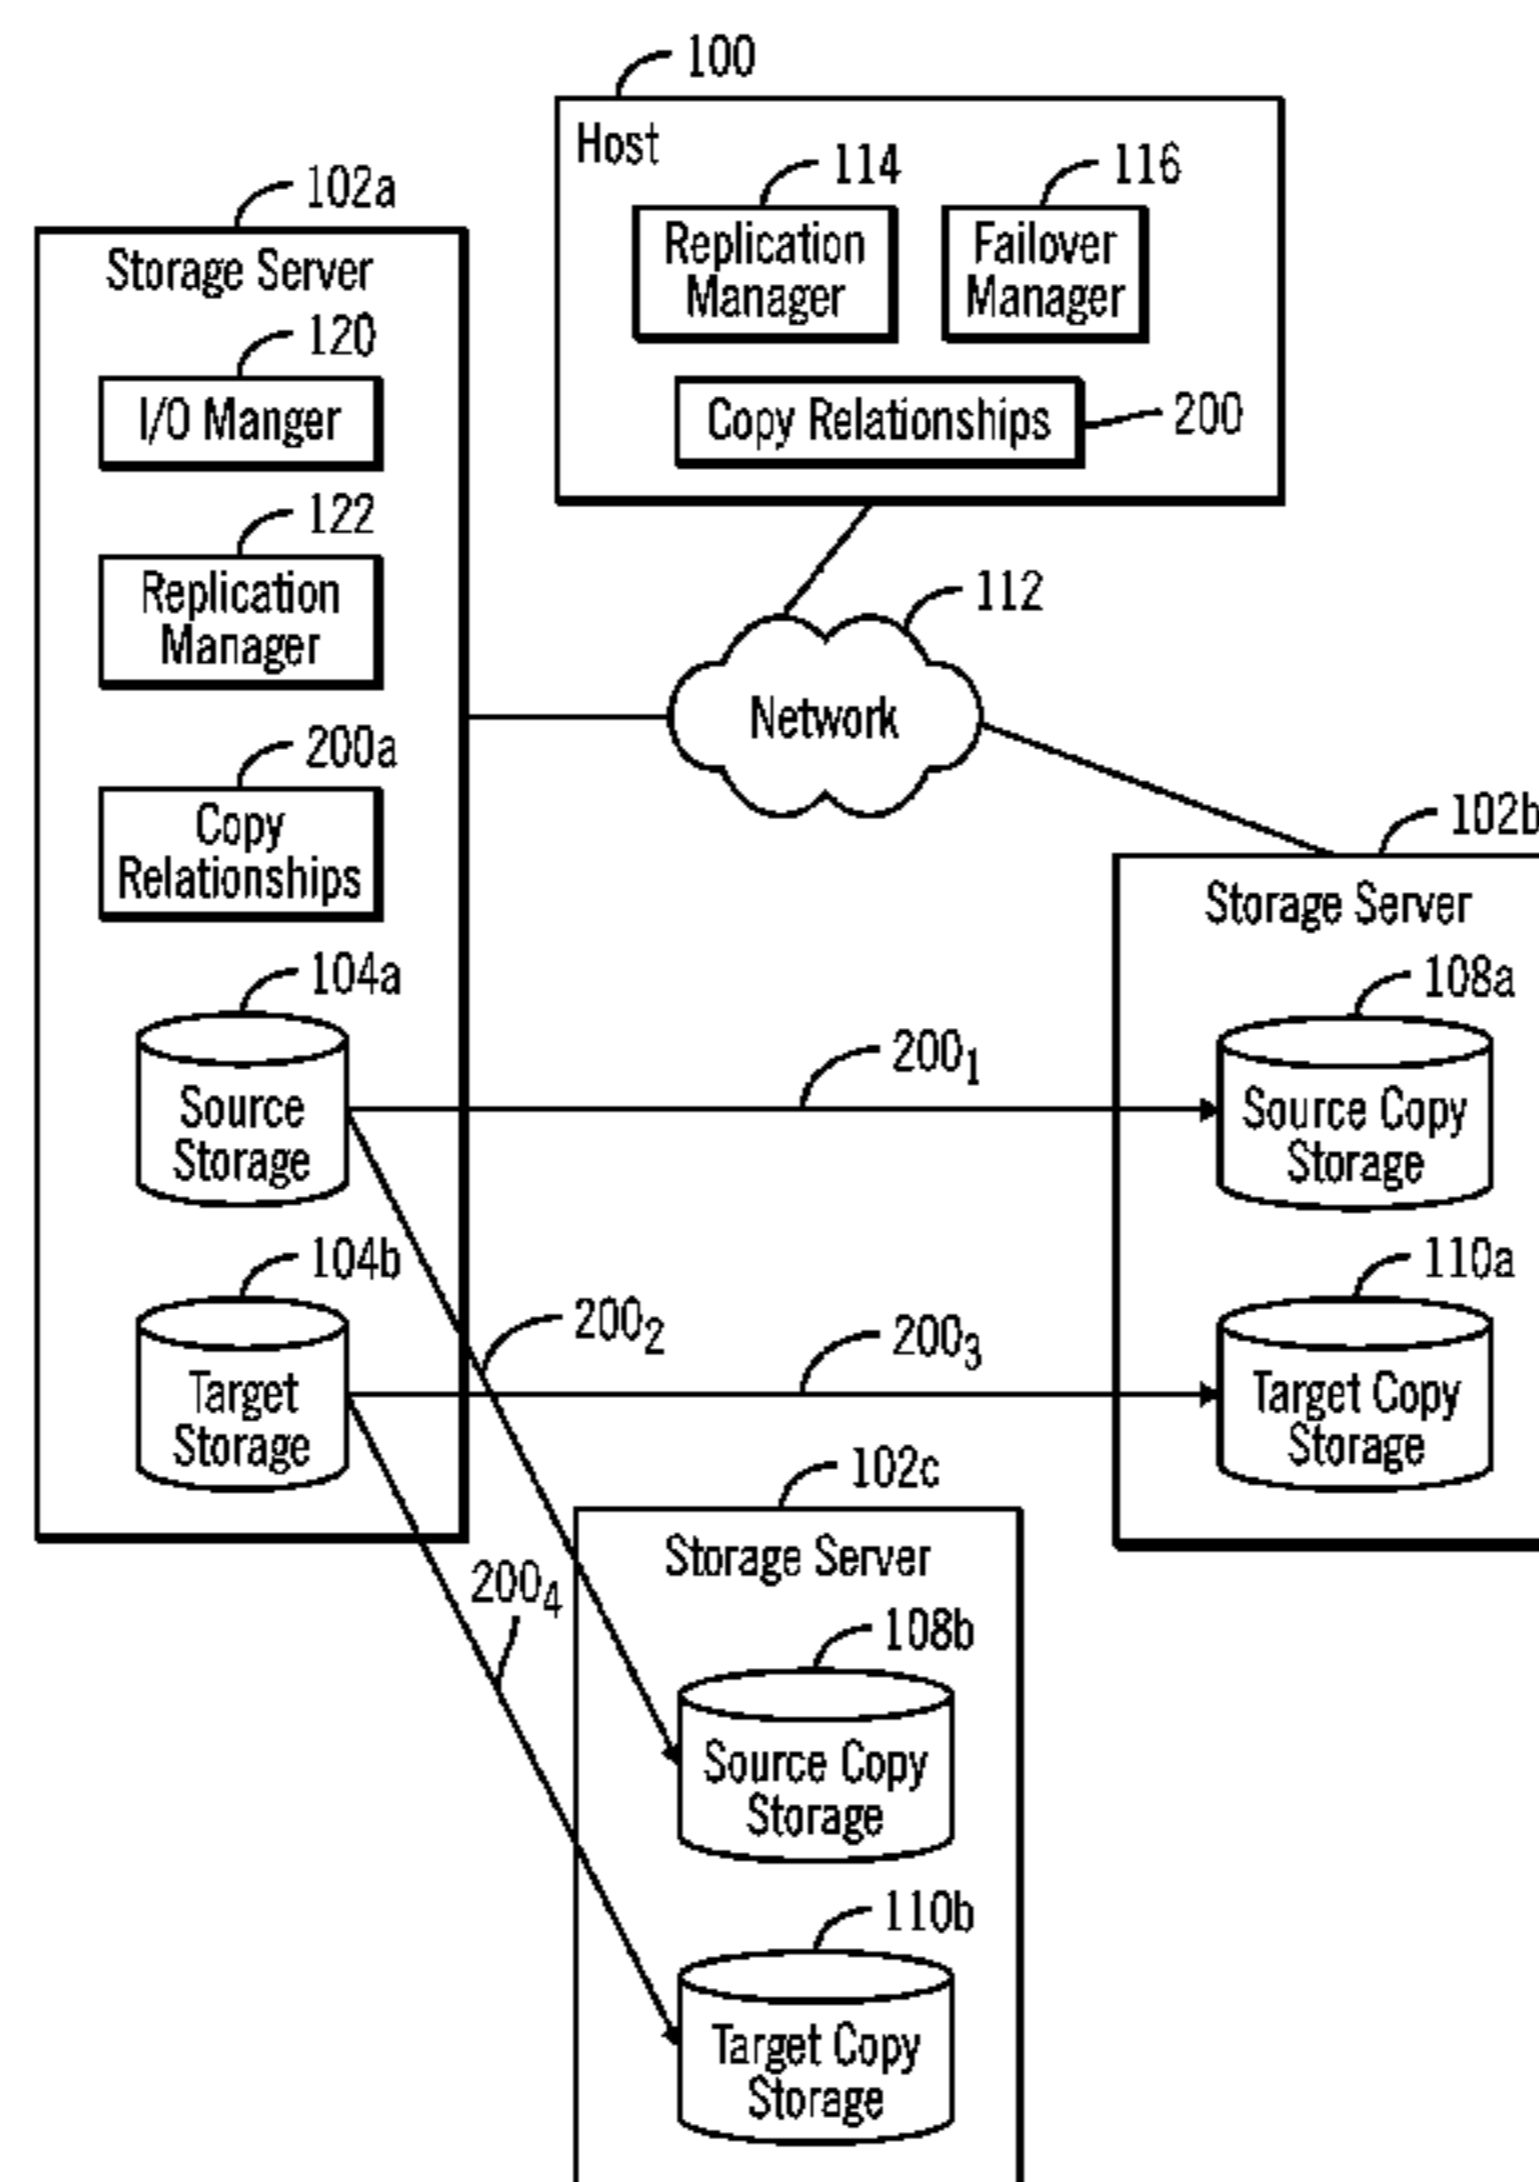 100
Host
114
116
Replication
Manager
Failover
Manager
Copy Relationships
200
102a
Storage Server
120
I/O Manger
122
Replication
Manager
200a
Copy
Relationships
112
Network
104a
Source
Storage
104b
Target
Storage
200₁
200₂
200₃
200₄
102b
Storage Server
108a
Source Copy
Storage
110a
Target Copy
Storage
102c
Storage Server
108b
Source Copy
Storage
110b
Target Copy
Storage